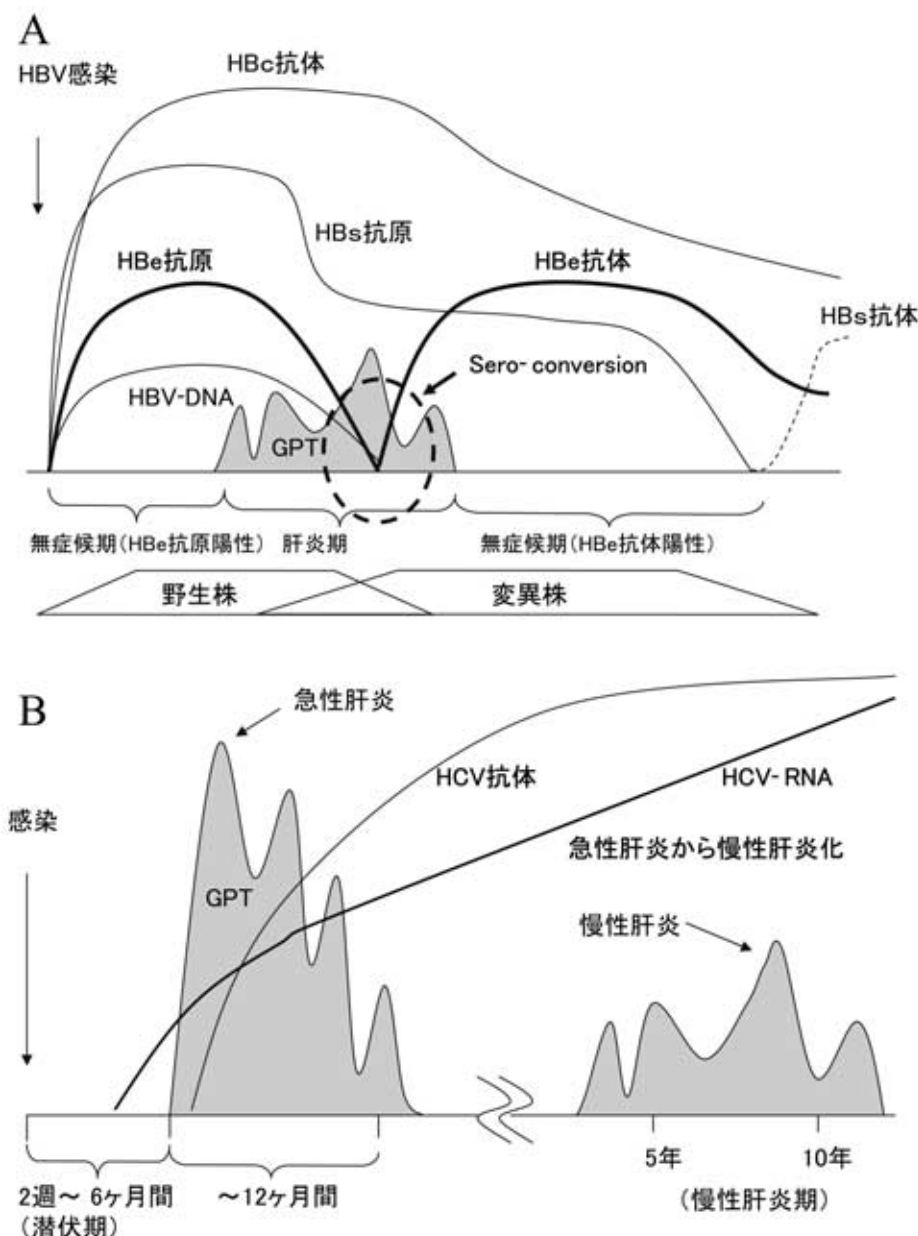 A
HBV感染
HBc抗体
HBs抗原
HBe抗原
HBe抗体
HBs抗体
HBV-DNA
Sero-conversion
GPT
無症候期(HBe抗原陽性) 肝炎期 無症候期(HBe抗体陽性)
野生株 変異株
B
急性肝炎
HCV抗体
HCV-RNA
感染
急性肝炎から慢性肝炎化
GPT
慢性肝炎
5年 10年
2週～6ヶ月間 ～12ヶ月間
(潜伏期)
(慢性肝炎期)